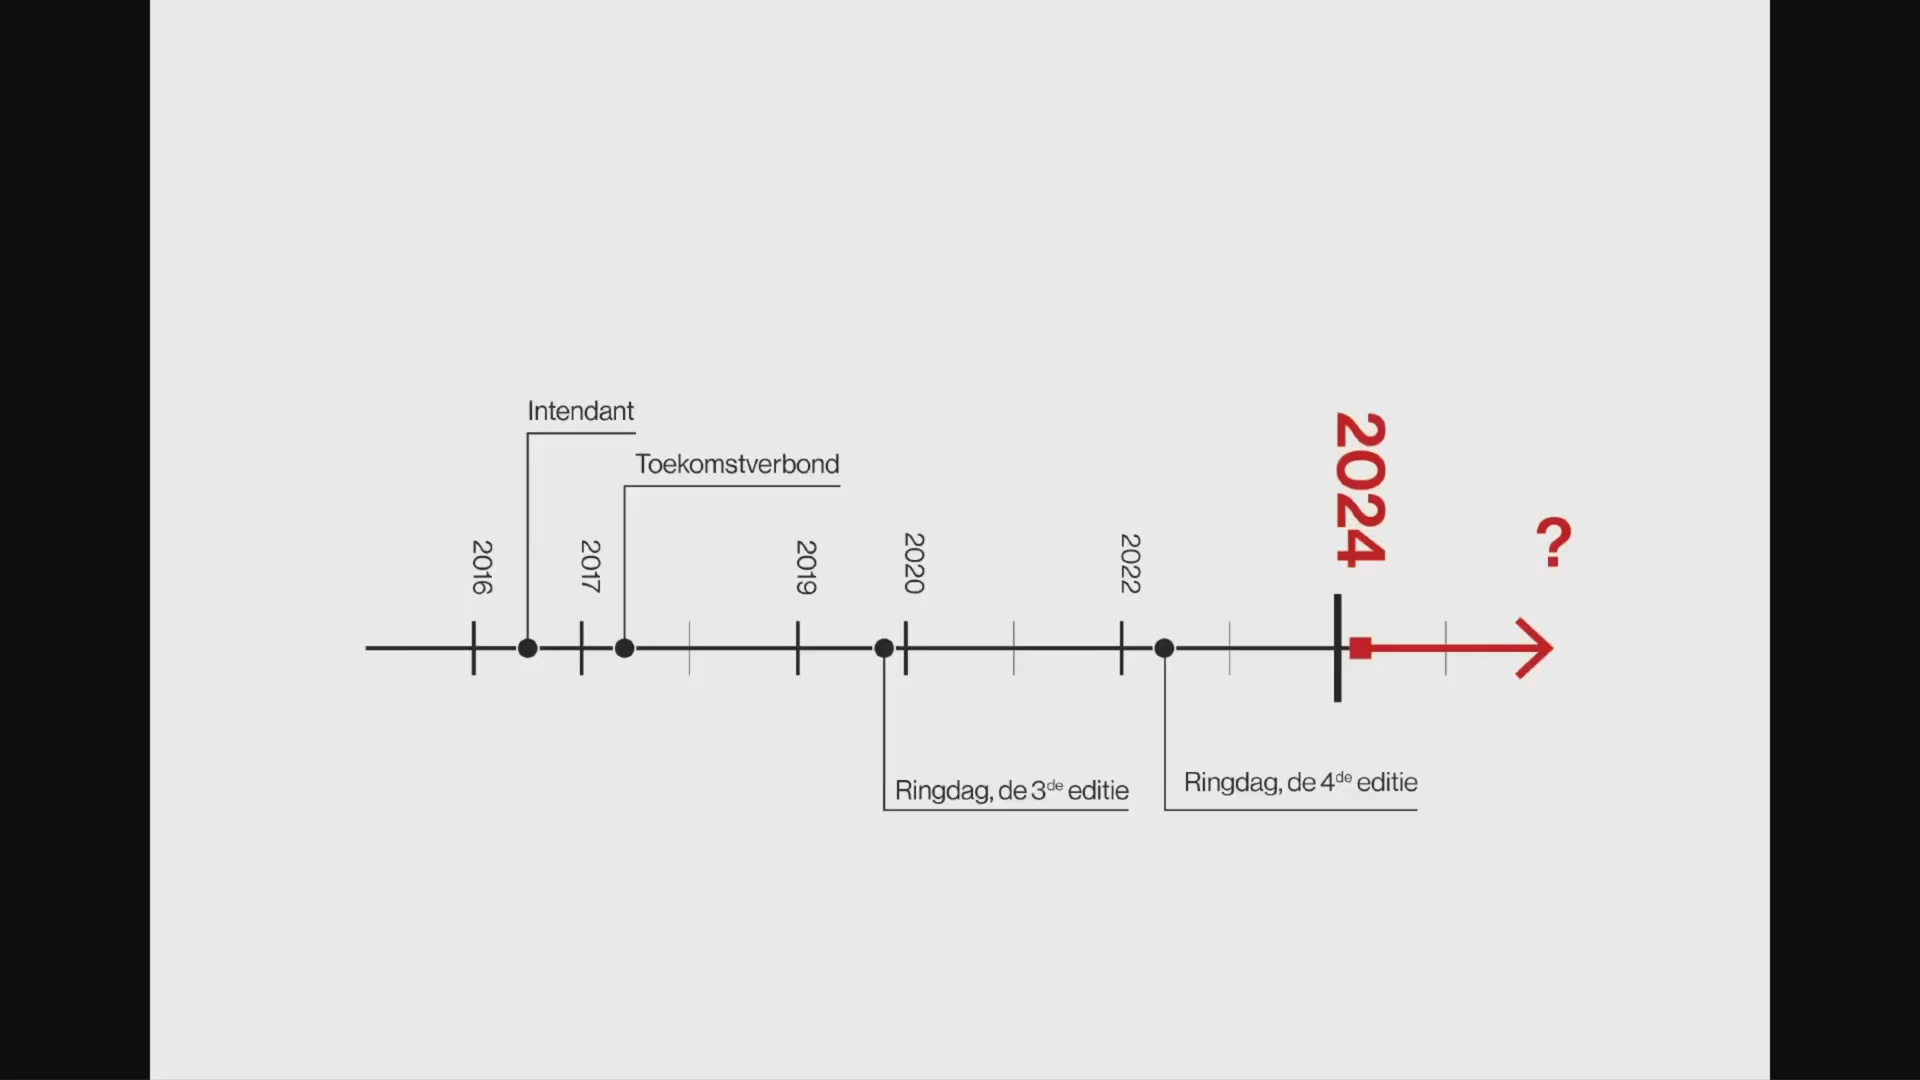 Intendant
Toekomstverbond
2016
2017
2019
2020
2022
2024
?
Ringdag, de 3de editie
Ringdag, de 4de editie